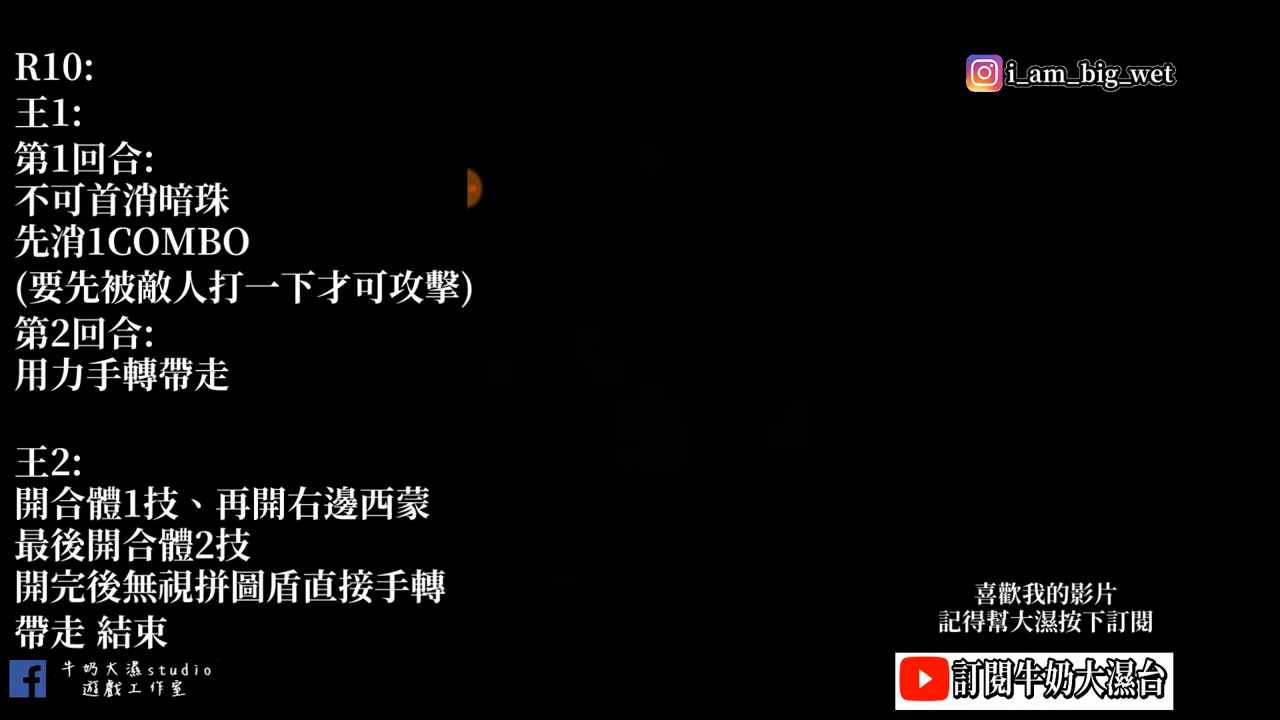 R10:
王1:
第1回合:
不可首消暗珠
先消1COMBO
(要先被敵人打一下才可攻擊)
第2回合:
用力手轉帶走
王2:
開合體1技、再開右邊西蒙
最後開合體2技
開完後無視拼圖盾直接手轉
帶走 結束
牛奶大濕studio
遊戲工作室
i_am_big_wet
喜歡我的影片
記得幫大濕按下訂閱
訂閱牛奶大濕台